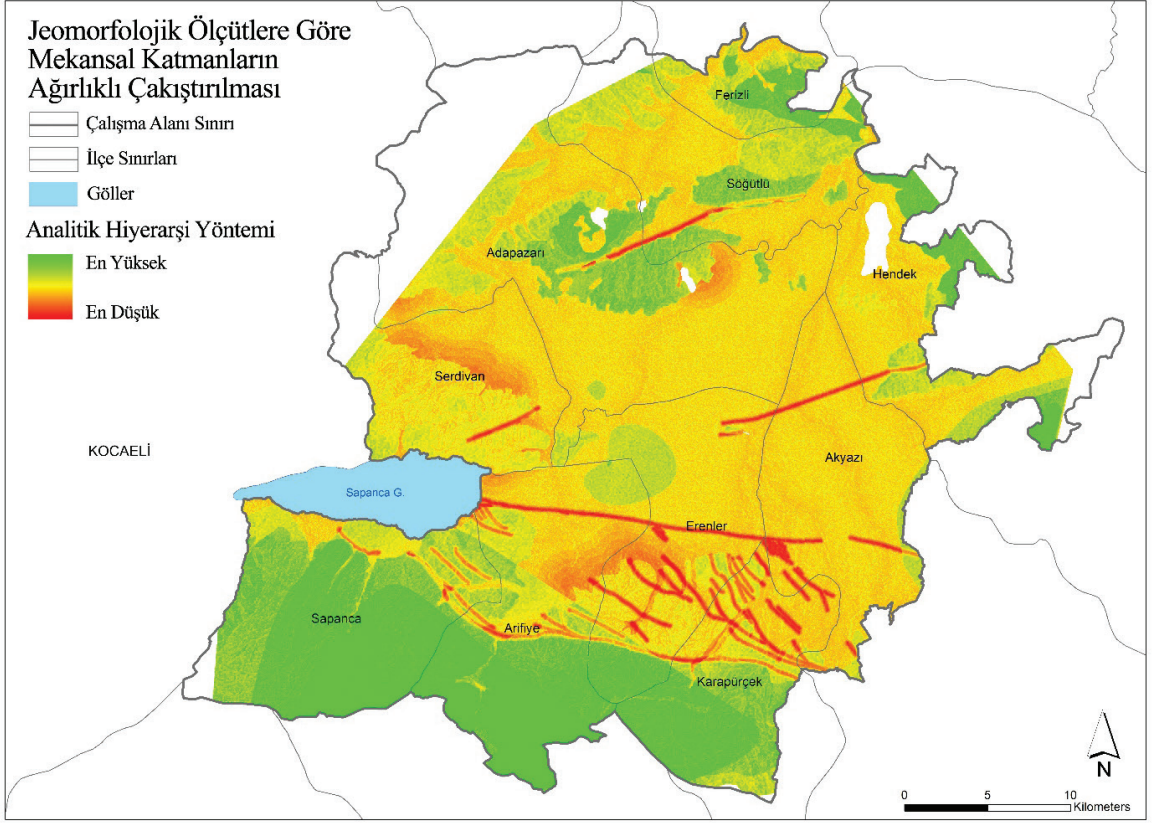 Jeomorfolojik Ölçütlere Göre
Mekansal Katmanların
Ağırlıklı Çakıştırılması
Çalışma Alanı Sınırı
İlçe Sınırları
Göller
Analitik Hiyerarşi Yöntemi
En Yüksek
En Düşük
Ferizli
Söğütlü
Adapazarı
Hendek
Serdivan
KOCAELİ
Akyazı
Sapanca G.
Erenler
Sapanca
Arifiye
Karapürçek
N
0 5 10
Kilometers